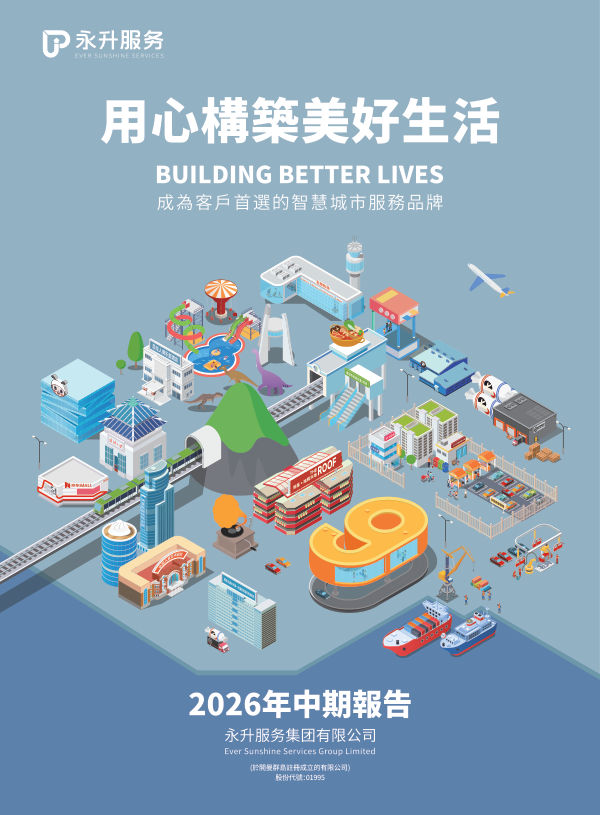 永升服务
EVER SUNSHINE SERVICES
用心構築美好生活
BUILDING BETTER LIVES
成為客戶首選的智慧城市服務品牌
THE ROOF
2026年中期報告
永升服务集团有限公司
Ever Sunshine Services Group Limited
(於開曼群島註冊成立的有限公司)
股份代號：01995